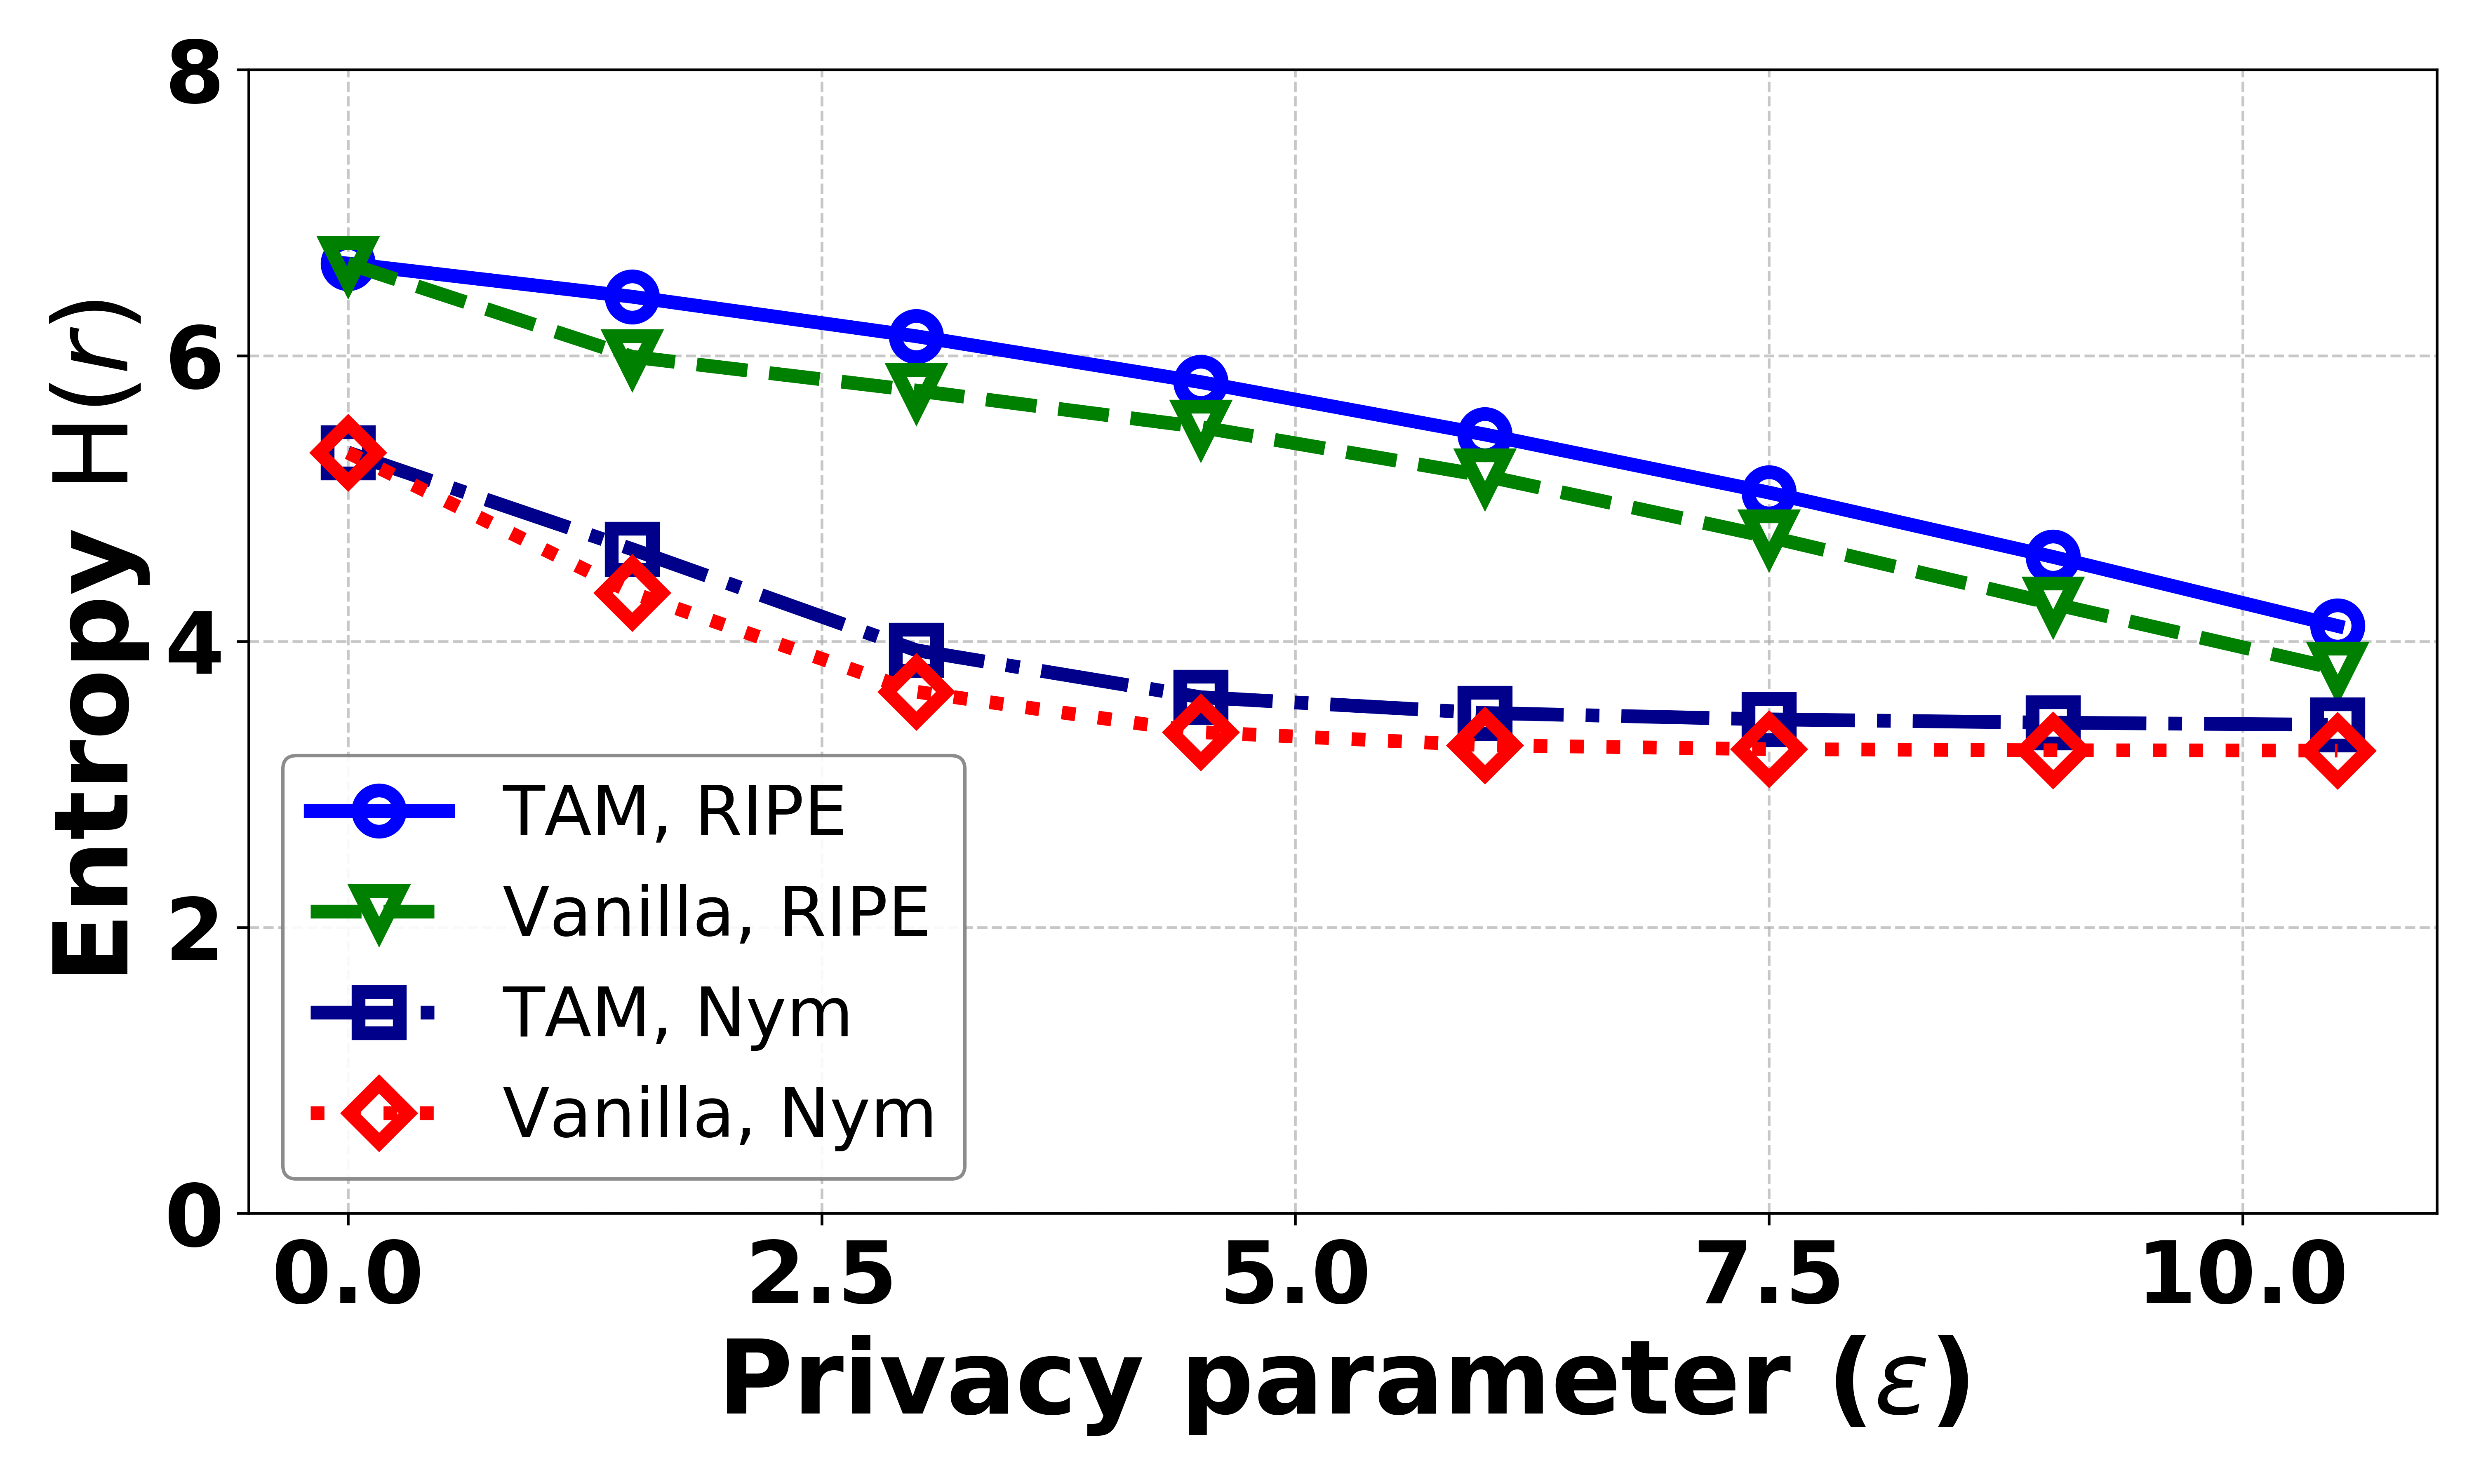 Entropy H(r)
8
6
4
2
0
TAM, RIPE
Vanilla, RIPE
TAM, Nym
Vanilla, Nym
0.0 2.5 5.0 7.5 10.0
Privacy parameter (ε)